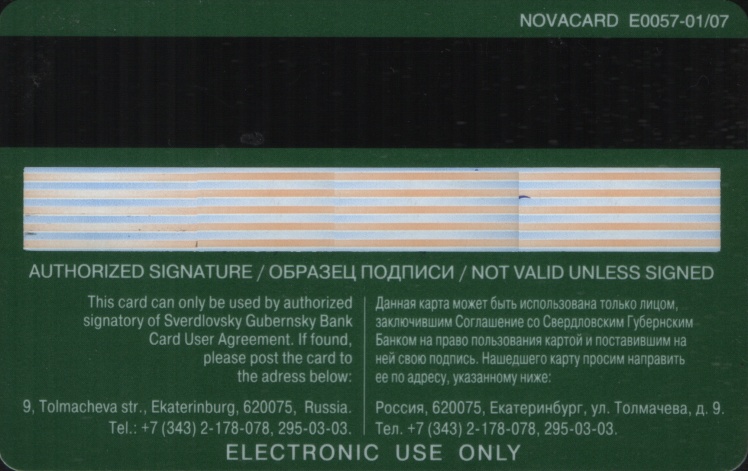 NOVACARD E0057-01/07
AUTHORIZED SIGNATURE / ОБРАЗЕЦ ПОДПИСИ / NOT VALID UNLESS SIGNED
This card can only be used by authorized
signatory of Sverdlovsky Gubernsky Bank
Card User Agreement. If found,
please post the card to
the adress below:
9, Tolmacheva str., Ekaterinburg, 620075, Russia.
Tel.: +7 (343) 2-178-078, 295-03-03.
Данная карта может быть использована только лицом,
заключившим Соглашение со Свердловским Губернским
Банком на право пользования картой и поставившим на
ней свою подпись. Нашедшего карту просим направить
ее по адресу, указанному ниже:
Россия, 620075, Екатеринбург, ул. Толмачева, д. 9.
Тел. +7 (343) 2-178-078, 295-03-03.
ELECTRONIC USE ONLY